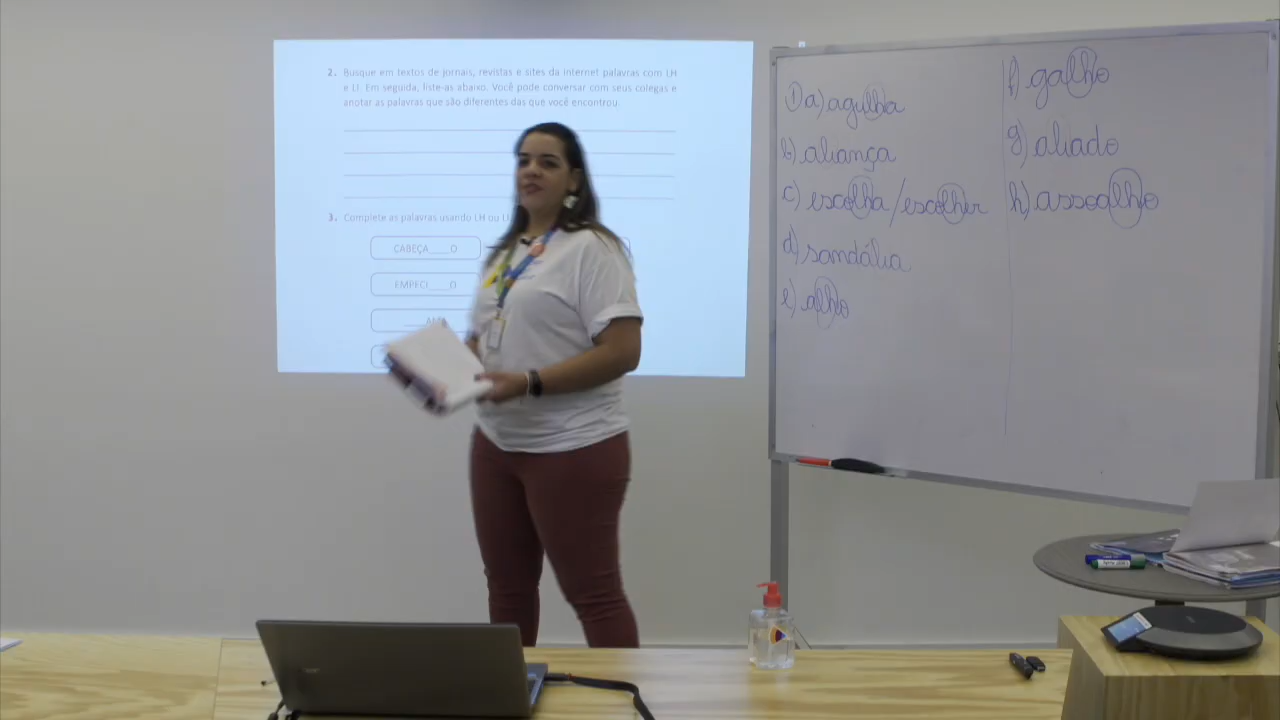 2. Busque em textos de jornais, revistas e sites da internet palavras com LH
e LI. Em seguida, liste-as abaixo. Você pode conversar com seus colegas e
anotar as palavras que são diferentes das que você encontrou.
3. Complete as palavras usando LH ou LI
CABEÇA____O
EMPECI____O
1) a) agulha
b) aliança
c) escolha/escolher
d) sandália
e) alho
f) galho
g) aliado
h) assoalho